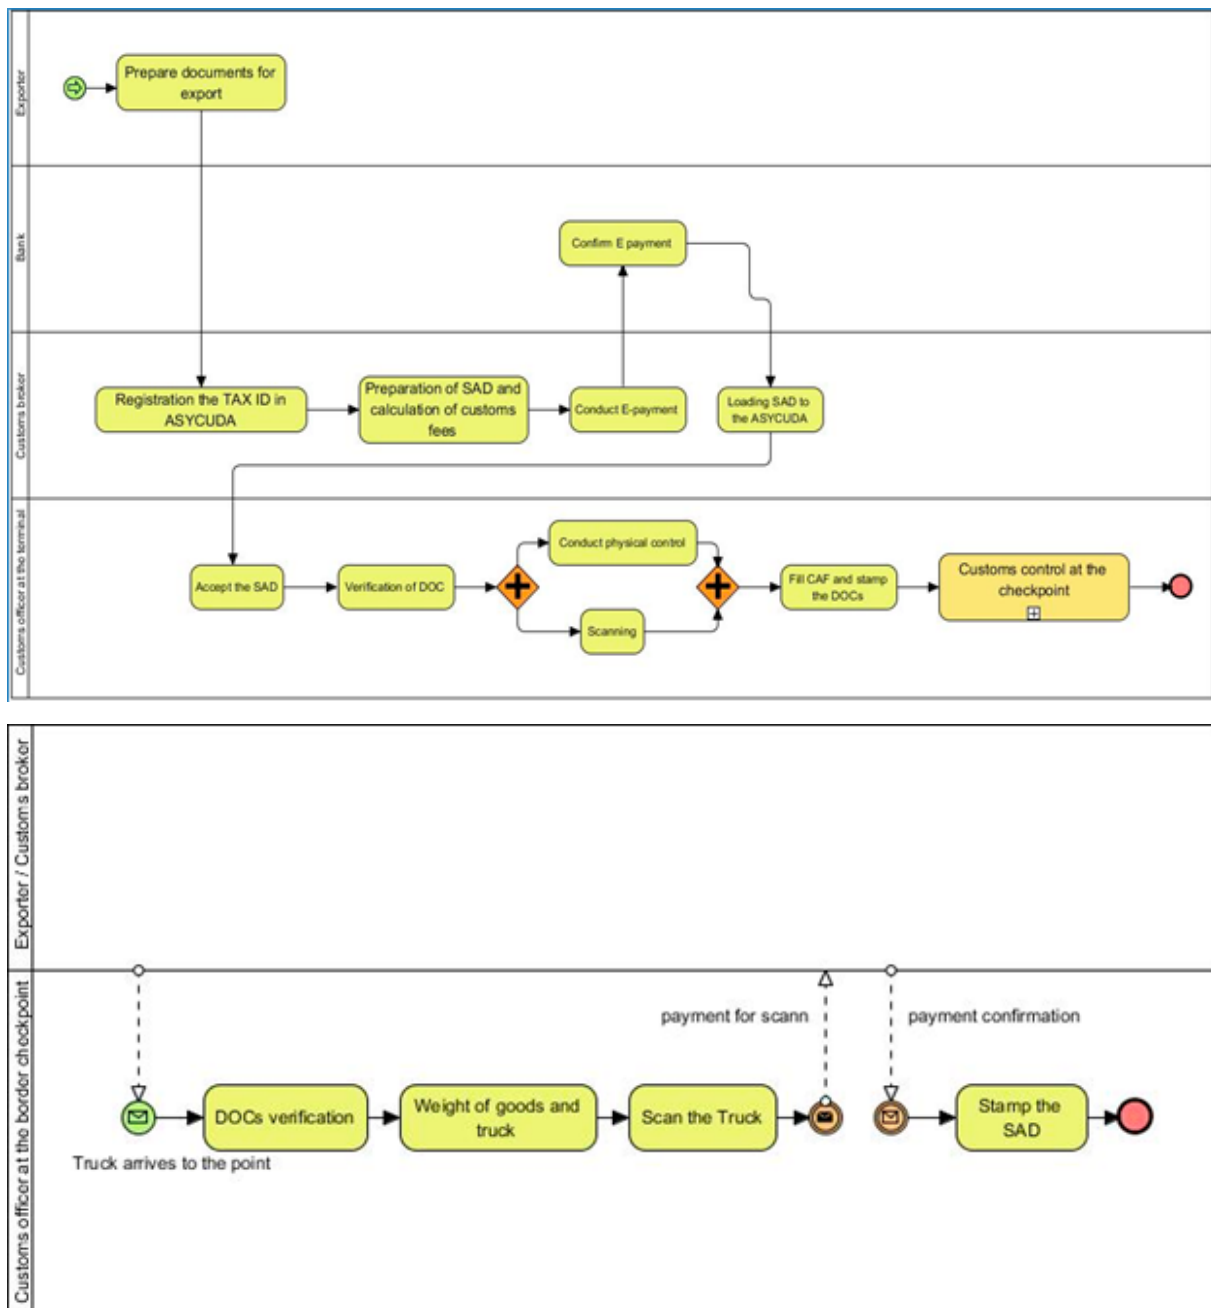 Exporter
Prepare documents for
export
Bank
Confirm E payment
Customs broker
Registration the TAX ID in
ASYCUDA
Preparation of SAD and
calculation of customs
fees
Conduct E-payment
Loading SAD to
the ASYCUDA
Customs officer at the terminal
Accept the SAD
Verification of DOC
Conduct physical control
Scanning
Fill CAF and stamp
the DOCs
Customs control at the
checkpoint
Exporter / Customs broker
Customs officer at the border checkpoint
payment for scann
payment confirmation
DOCs verification
Weight of goods and
truck
Scan the Truck
Stamp the
SAD
Truck arrives to the point